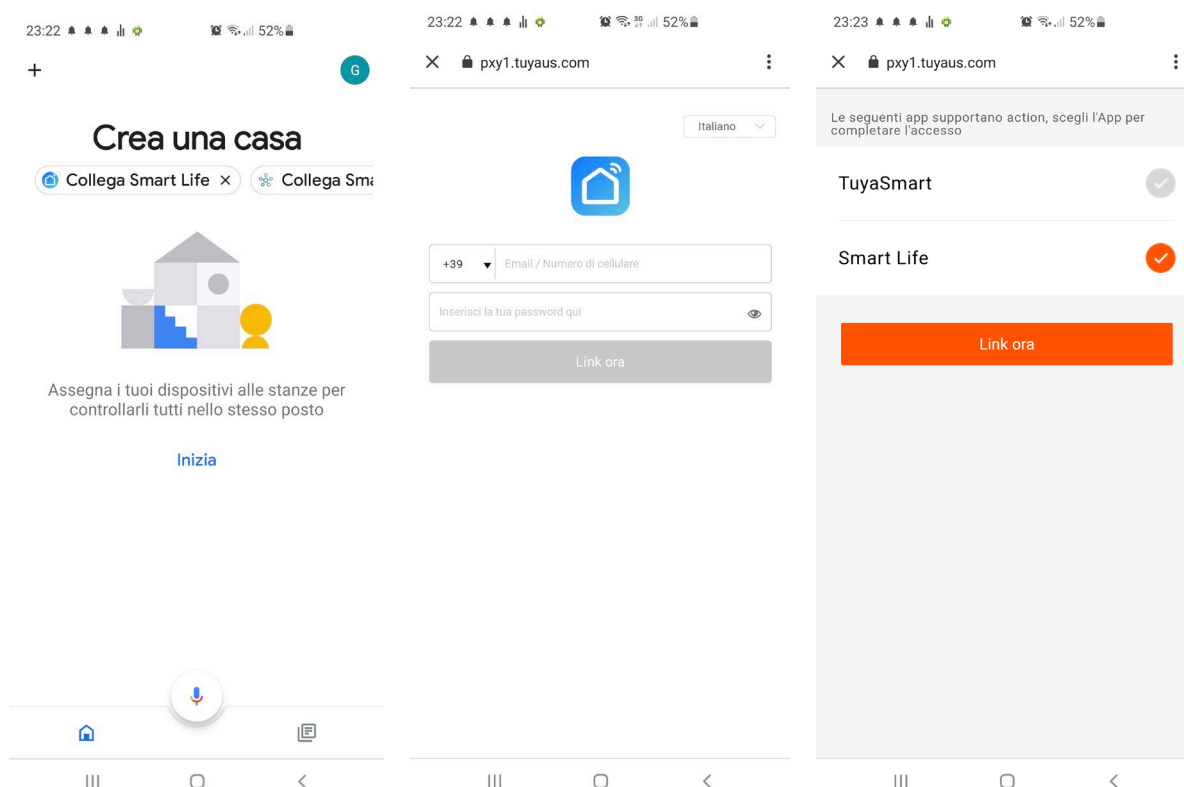 23:22
52%
G
Crea una casa
Collega Smart Life
Collega Sma
Assegna i tuoi dispositivi alle stanze per
controllarli tutti nello stesso posto
Inizia
23:22
3G
52%
pxy1.tuyaus.com
Italiano
+39
Email / Numero di cellulare
Inserisci la tua password qui
Link ora
23:23
52%
pxy1.tuyaus.com
Le seguenti app supportano action, scegli l'App per
completare l'accesso
TuyaSmart
Smart Life
Link ora